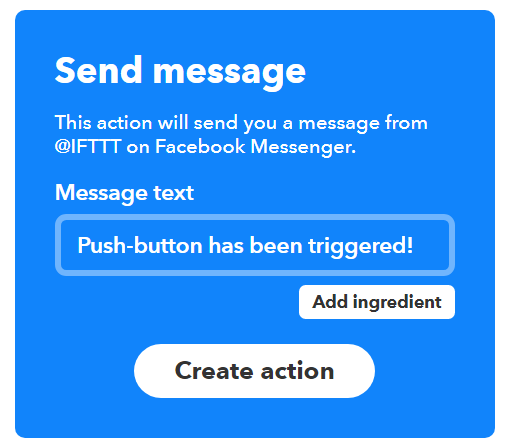 Send message
This action will send you a message from
@IFTTT on Facebook Messenger.
Message text
Push-button has been triggered!
Add ingredient
Create action